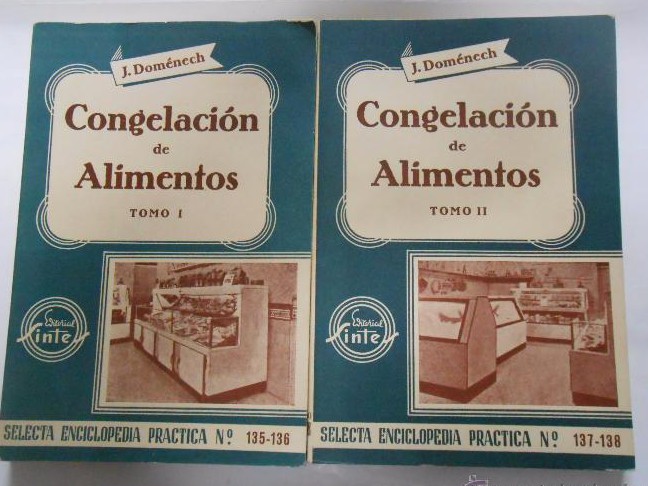 J. Doménech
Congelación
de
Alimentos
TOMO I
Editorial
Sintes
SELECTA ENCICLOPEDIA PRACTICA Nº 135-136
J. Doménech
Congelación
de
Alimentos
TOMO II
Editorial
Sintes
SELECTA ENCICLOPEDIA PRACTICA Nº 137-138